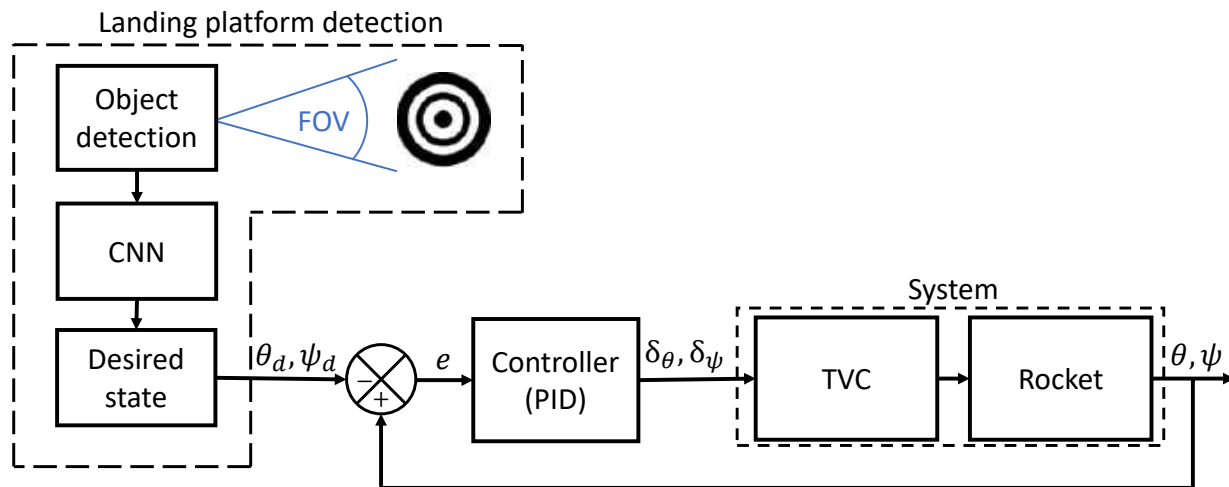 Landing platform detection
Object
detection
FOV
CNN
Desired
state
θ_d, ψ_d
−
+
e
Controller
(PID)
δ_θ, δ_ψ
System
TVC
Rocket
θ, ψ